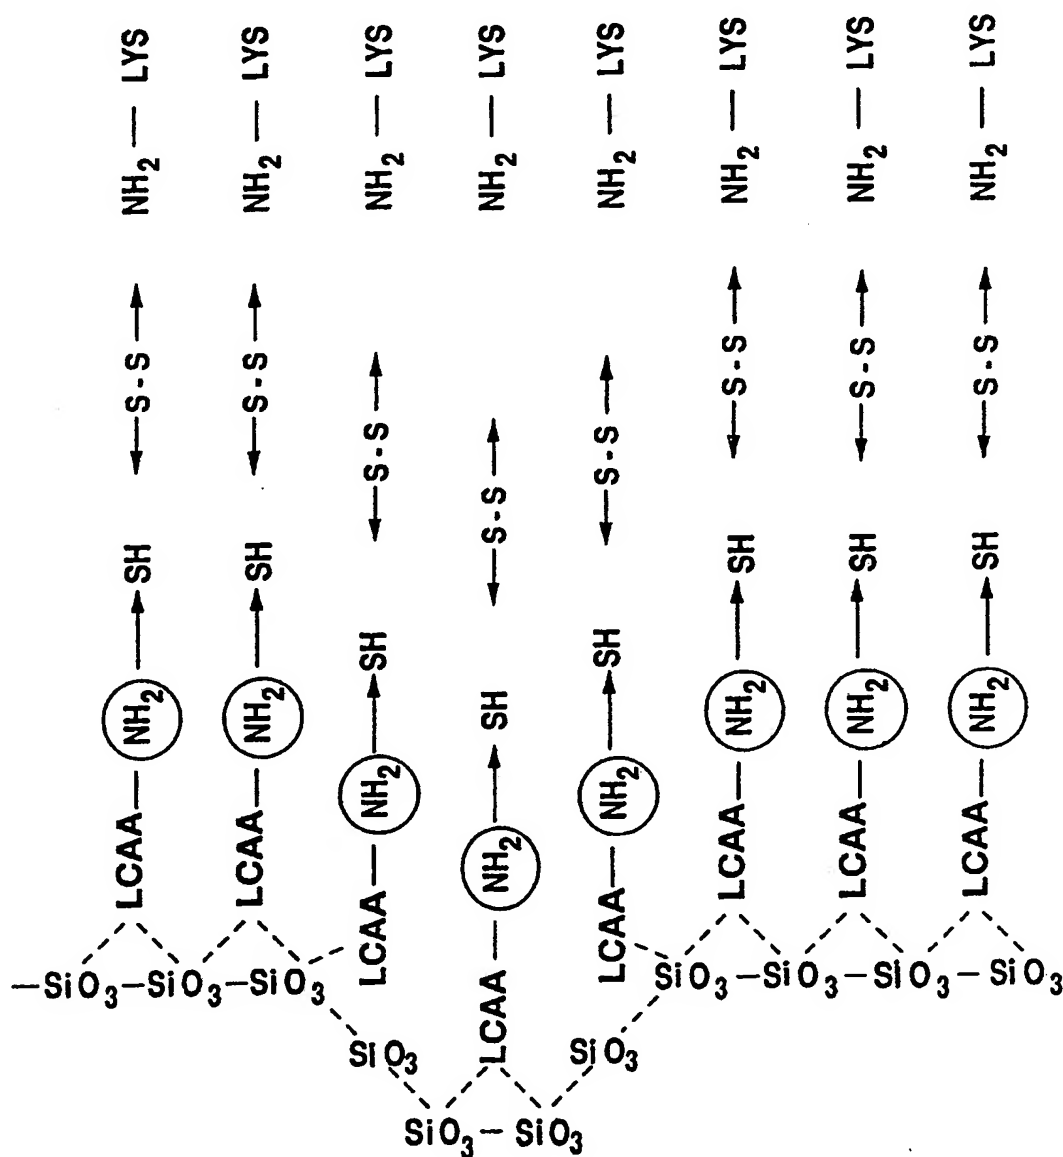 LCAA—NH₂→SH ←S-S→ NH₂—LYS
LCAA—NH₂→SH ←S-S→ NH₂—LYS
LCAA—NH₂→SH ←S-S→ NH₂—LYS
LCAA—NH₂→SH ←S-S→ NH₂—LYS
LCAA—NH₂→SH ←S-S→ NH₂—LYS
LCAA—NH₂→SH ←S-S→ NH₂—LYS
LCAA—NH₂→SH ←S-S→ NH₂—LYS
LCAA—NH₂→SH ←S-S→ NH₂—LYS
—SiO₃—SiO₃—SiO₃
SiO₃—SiO₃—SiO₃—SiO₃
SiO₃
SiO₃
SiO₃—SiO₃